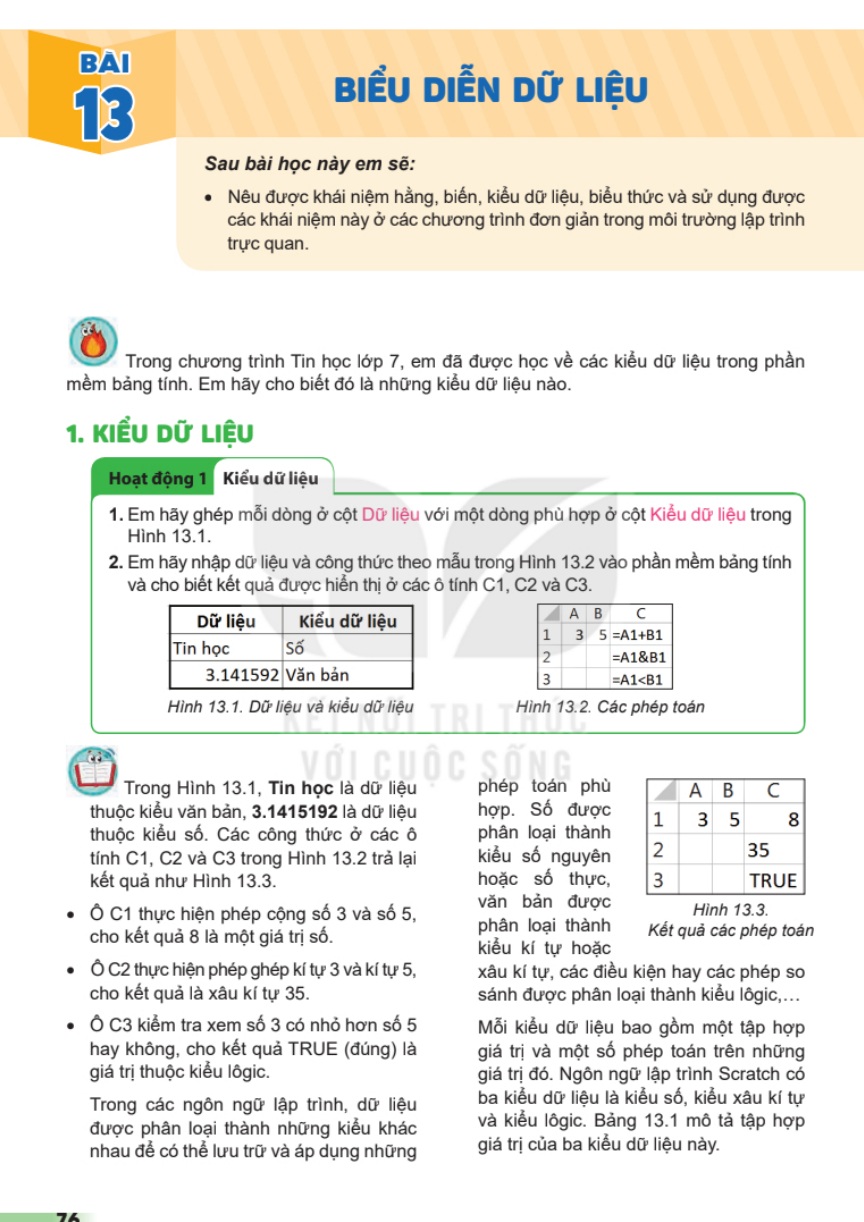 BÀI
13
BIỂU DIỄN DỮ LIỆU
Sau bài học này em sẽ:
• Nêu được khái niệm hằng, biến, kiểu dữ liệu, biểu thức và sử dụng được
các khái niệm này ở các chương trình đơn giản trong môi trường lập trình
trực quan.
Trong chương trình Tin học lớp 7, em đã được học về các kiểu dữ liệu trong phần
mềm bảng tính. Em hãy cho biết đó là những kiểu dữ liệu nào.
1. KIỂU DỮ LIỆU
Hoạt động 1 Kiểu dữ liệu
1. Em hãy ghép mỗi dòng ở cột Dữ liệu với một dòng phù hợp ở cột Kiểu dữ liệu trong
Hình 13.1.
2. Em hãy nhập dữ liệu và công thức theo mẫu trong Hình 13.2 vào phần mềm bảng tính
và cho biết kết quả được hiển thị ở các ô tính C1, C2 và C3.
Dữ liệu Kiểu dữ liệu
Tin học Số
3.141592 Văn bản
Hình 13.1. Dữ liệu và kiểu dữ liệu
A B C
1 3 5 =A1+B1
2 =A1&B1
3 =A1<B1
Hình 13.2. Các phép toán
KẾT NỐI TRI THỨC
VỚI CUỘC SỐNG
Trong Hình 13.1, Tin học là dữ liệu
thuộc kiểu văn bản, 3.1415192 là dữ liệu
thuộc kiểu số. Các công thức ở các ô
tính C1, C2 và C3 trong Hình 13.2 trả lại
kết quả như Hình 13.3.
• Ô C1 thực hiện phép cộng số 3 và số 5,
cho kết quả 8 là một giá trị số.
• Ô C2 thực hiện phép ghép kí tự 3 và kí tự 5,
cho kết quả là xâu kí tự 35.
• Ô C3 kiểm tra xem số 3 có nhỏ hơn số 5
hay không, cho kết quả TRUE (đúng) là
giá trị thuộc kiểu lôgic.
Trong các ngôn ngữ lập trình, dữ liệu
được phân loại thành những kiểu khác
nhau để có thể lưu trữ và áp dụng những
phép toán phù
hợp. Số được
phân loại thành
kiểu số nguyên
hoặc số thực,
văn bản được
phân loại thành
kiểu kí tự hoặc
xâu kí tự, các điều kiện hay các phép so
sánh được phân loại thành kiểu lôgic,…
A B C
1 3 5 8
2 35
3 TRUE
Hình 13.3.
Kết quả các phép toán
Mỗi kiểu dữ liệu bao gồm một tập hợp
giá trị và một số phép toán trên những
giá trị đó. Ngôn ngữ lập trình Scratch có
ba kiểu dữ liệu là kiểu số, kiểu xâu kí tự
và kiểu lôgic. Bảng 13.1 mô tả tập hợp
giá trị của ba kiểu dữ liệu này.
76